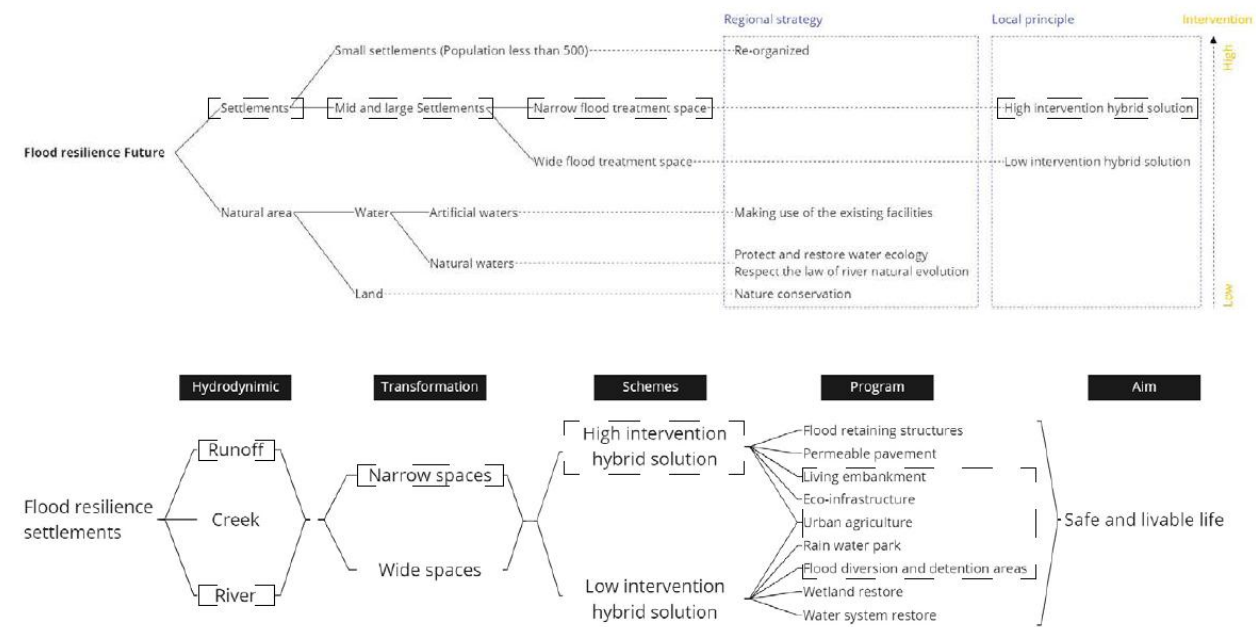 Regional strategy
Local principle
Intervention
Small settlements (Population less than 500)
Re-organized
High
Settlements
Mid and large Settlements
Narrow flood treatment space
High intervention hybrid solution
Flood resilience Future
Wide flood treatment space
Low intervention hybrid solution
Natural area
Water
Artificial waters
Making use of the existing facilities
Natural waters
Protect and restore water ecology
Respect the law of river natural evolution
Land
Nature conservation
Low
Hydrodynimic
Transformation
Schemes
Program
Aim
Flood resilience
settlements
Runoff
Creek
River
Narrow spaces
Wide spaces
High intervention
hybrid solution
Low intervention
hybrid solution
Flood retaining structures
Permeable pavement
Living embankment
Eco-infrastructure
Urban agriculture
Rain water park
Flood diversion and detention areas
Wetland restore
Water system restore
Safe and livable life